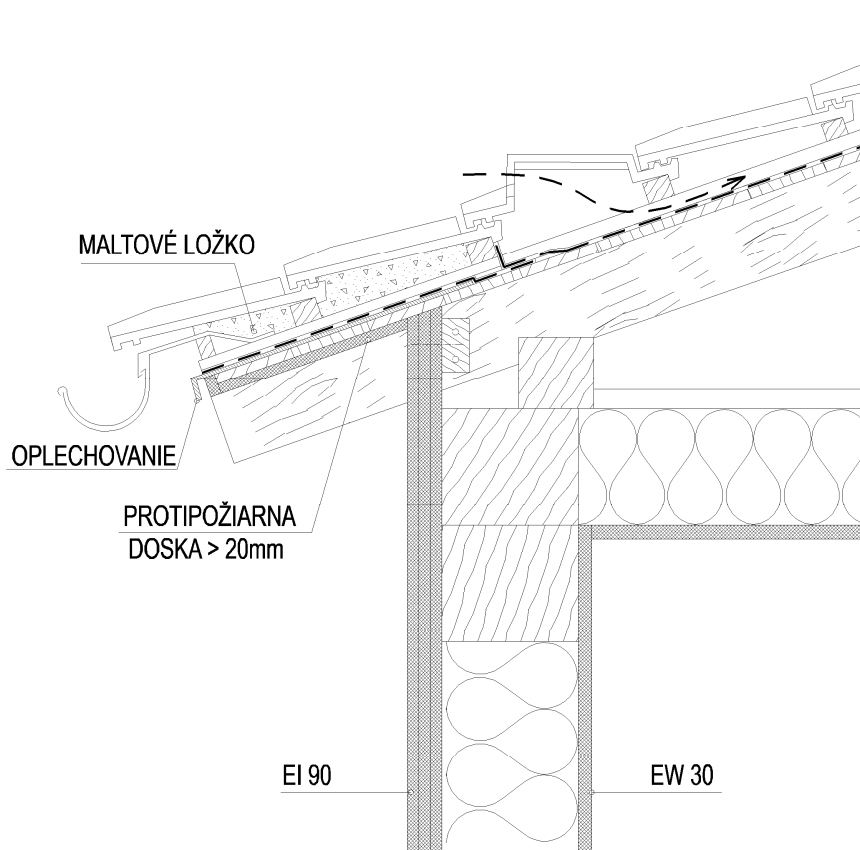 MALTOVÉ LOŽKO
OPLECHOVANIE
PROTIPOŽIARNA
DOSKA > 20mm
EI 90
EW 30